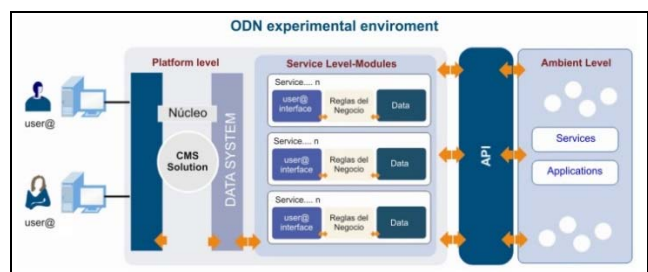 ODN experimental enviroment
Platform level
Service Level-Modules
Ambient Level
user@
user@
Núcleo
CMS
Solution
DATA SYSTEM
Service.... n
user@
interface
Reglas del
Negocio
Data
Service.... n
user@
interface
Reglas del
Negocio
Data
Service.... n
user@
interface
Reglas del
Negocio
Data
API
Services
Applications